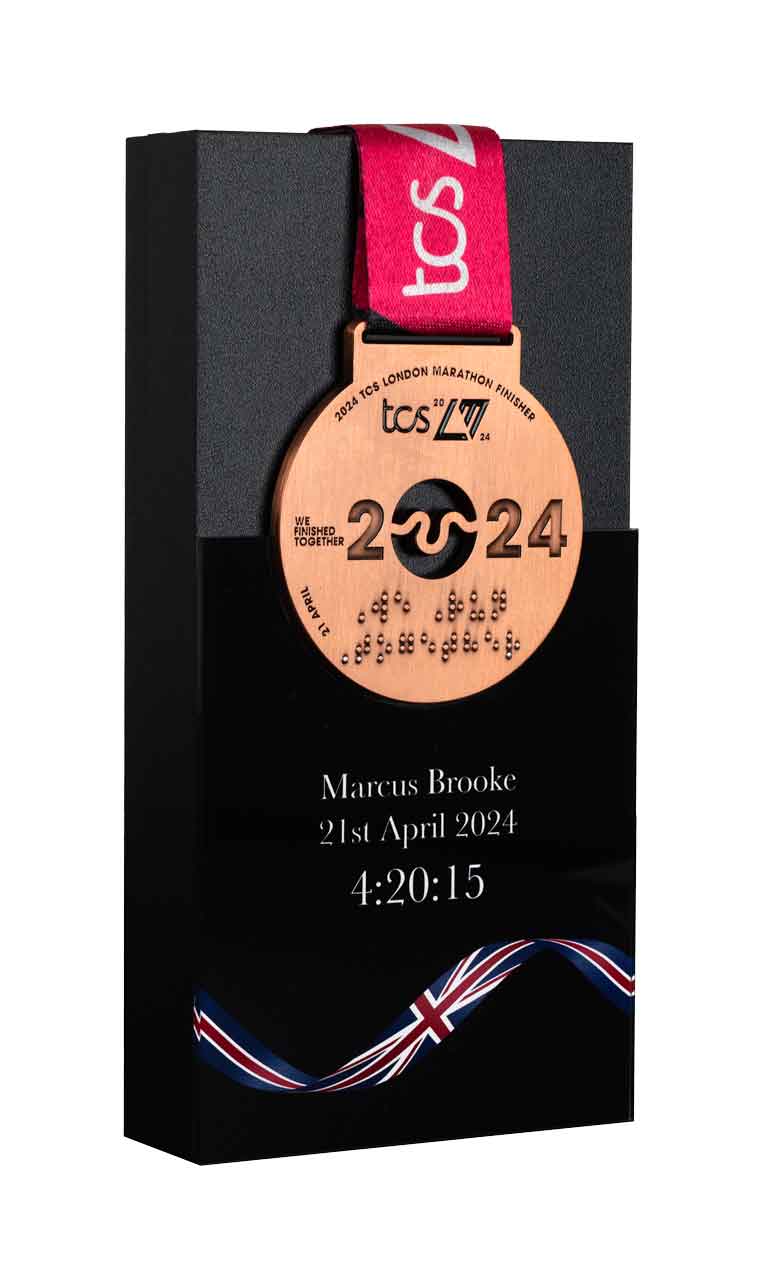 tcs
2024 TCS LONDON MARATHON FINISHER
tcs 20 LM 24
WE
FINISHED
TOGETHER
2024
21 APRIL
Marcus Brooke
21st April 2024
4:20:15